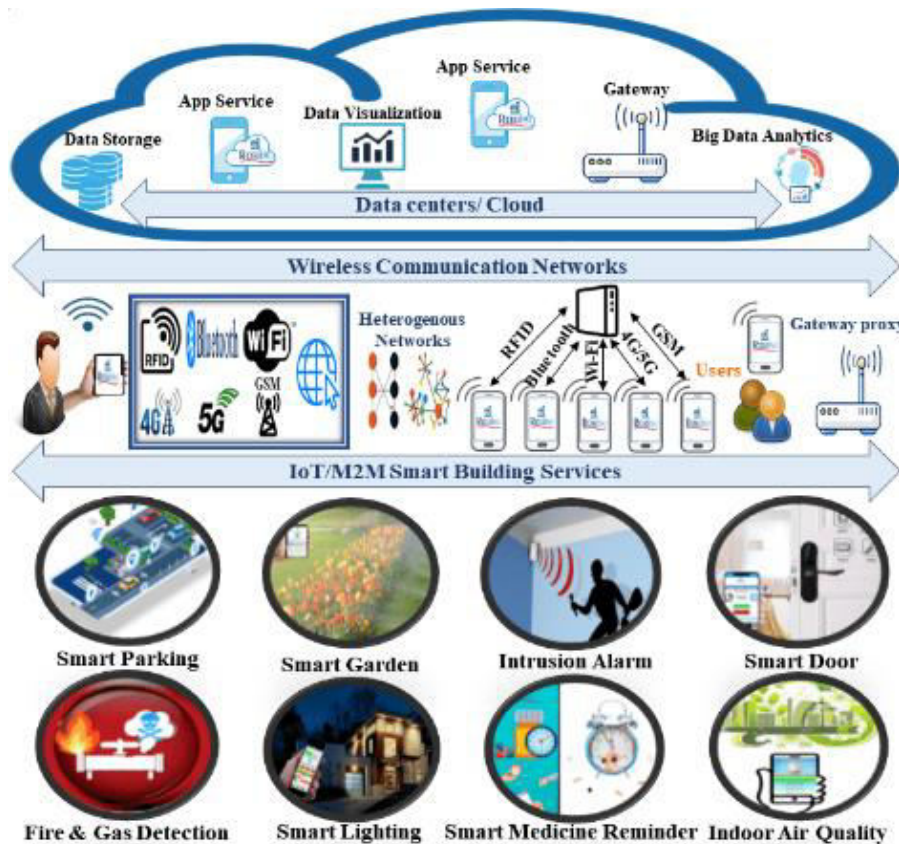 App Service
App Service
Data Visualization
Gateway
Data Storage
Big Data Analytics
Data centers/ Cloud
Wireless Communication Networks
RFID
Bluetooth
WiFi
GSM
4G
5G
Heterogenous
Networks
RFID
Bluetooth
Wi-Fi
4G/5G
GSM
Users
Gateway proxy
IoT/M2M Smart Building Services
Smart Parking
Smart Garden
Intrusion Alarm
Smart Door
Fire & Gas Detection
Smart Lighting
Smart Medicine Reminder
Indoor Air Quality